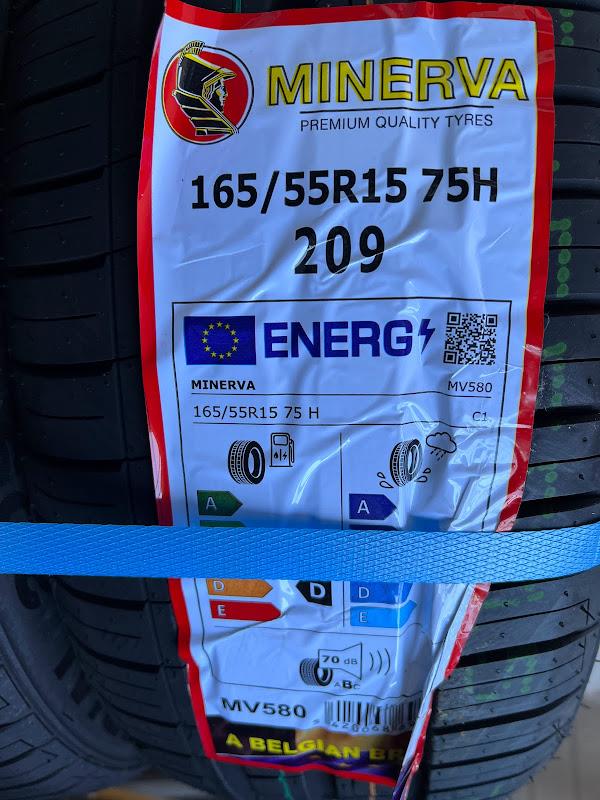 MINERVA
PREMIUM QUALITY TYRES
165/55R15 75H
209
ENERG
MINERVA MV580
165/55R15 75 H C1
A A
D D D
E E
70 dB
ABC
MV580
A BELGIAN BR